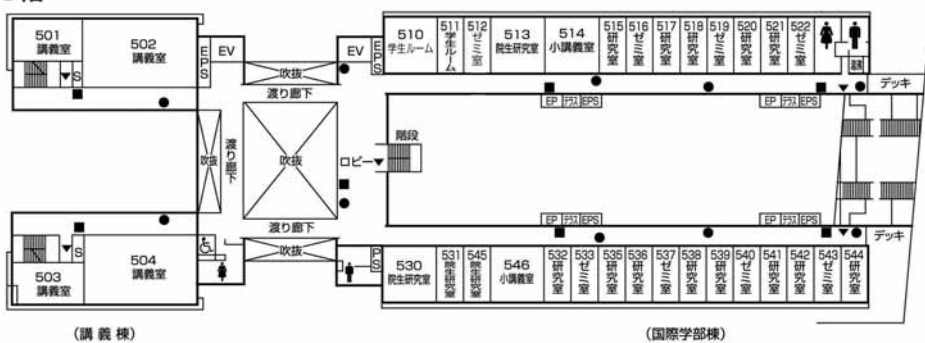 階
501
講義室
502
講義室
EPS
EV
EV
EPS
510
学生ルーム
511
学生ルーム
512
ゼミ室
513
院生研究室
514
小講義室
515
研究室
516
ゼミ室
517
研究室
518
研究室
519
ゼミ室
520
研究室
521
研究室
522
ゼミ室
S
吹抜
渡り廊下
デッキ
EP
テラス
EPS
EP
テラス
EPS
吹抜
渡り廊下
吹抜
ロビー
階段
渡り廊下
吹抜
EP
テラス
EPS
EP
テラス
EPS
デッキ
S
503
講義室
504
講義室
PS
530
院生研究室
531
院生研究室
545
院生研究室
546
小講義室
532
研究室
533
ゼミ室
535
研究室
536
研究室
537
ゼミ室
538
研究室
539
研究室
540
ゼミ室
541
研究室
542
研究室
543
ゼミ室
544
研究室
(講義棟)
(国際学部棟)